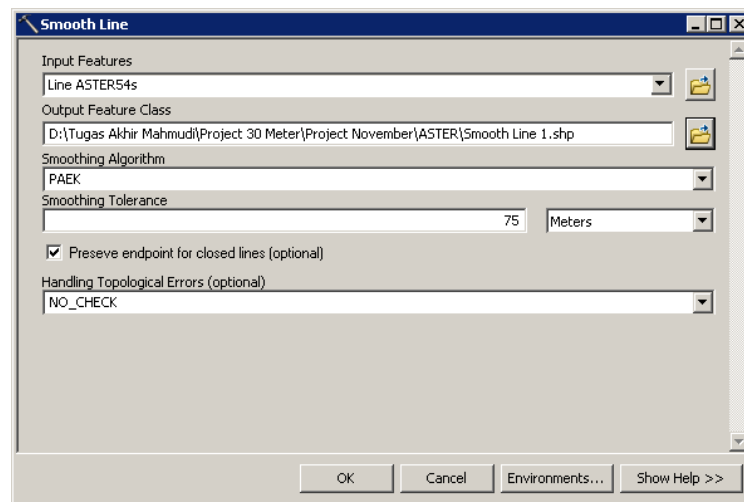 Smooth Line
Input Features
Line ASTER54s
Output Feature Class
D:\Tugas Akhir Mahmudi\Project 30 Meter\Project November\ASTER\Smooth Line 1.shp
Smoothing Algorithm
PAEK
Smoothing Tolerance
75 Meters
Preseve endpoint for closed lines (optional)
Handling Topological Errors (optional)
NO_CHECK
OK Cancel Environments... Show Help >>